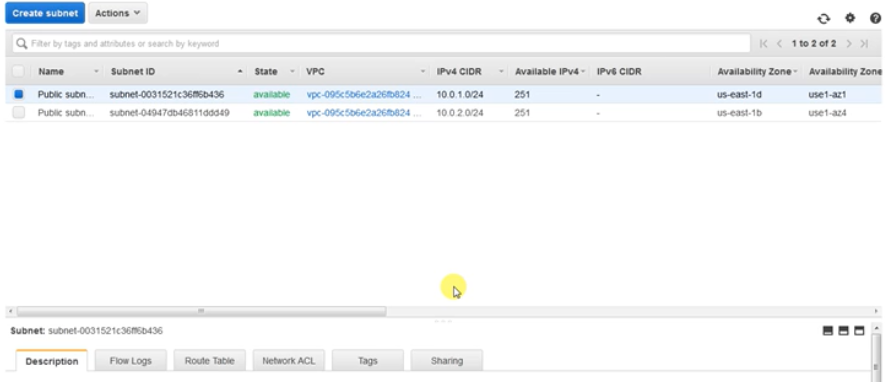 Create subnet Actions
Filter by tags and attributes or search by keyword 1 to 2 of 2
Name Subnet ID State VPC IPv4 CIDR Available IPv4 IPv6 CIDR Availability Zone Availability Zone
Public subn... subnet-0031521c36ff6b436 available vpc-095c5b6e2a26fb824 ... 10.0.1.0/24 251 - us-east-1d use1-az1
Public subn... subnet-04947db46811ddd49 available vpc-095c5b6e2a26fb824 ... 10.0.2.0/24 251 - us-east-1b use1-az4
Subnet: subnet-0031521c36ff6b436
Description Flow Logs Route Table Network ACL Tags Sharing